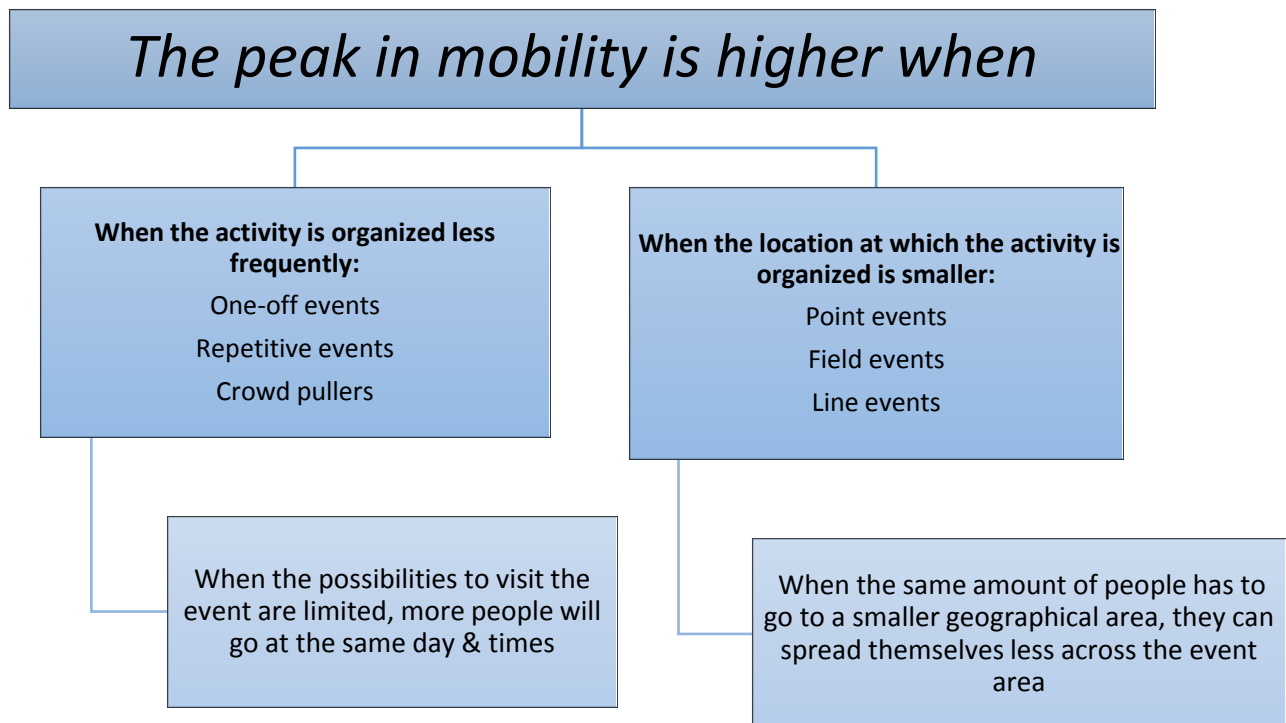 The peak in mobility is higher when
When the activity is organized less
frequently:
One-off events
Repetitive events
Crowd pullers
When the location at which the activity is
organized is smaller:
Point events
Field events
Line events
When the possibilities to visit the
event are limited, more people will
go at the same day & times
When the same amount of people has to
go to a smaller geographical area, they can
spread themselves less across the event
area